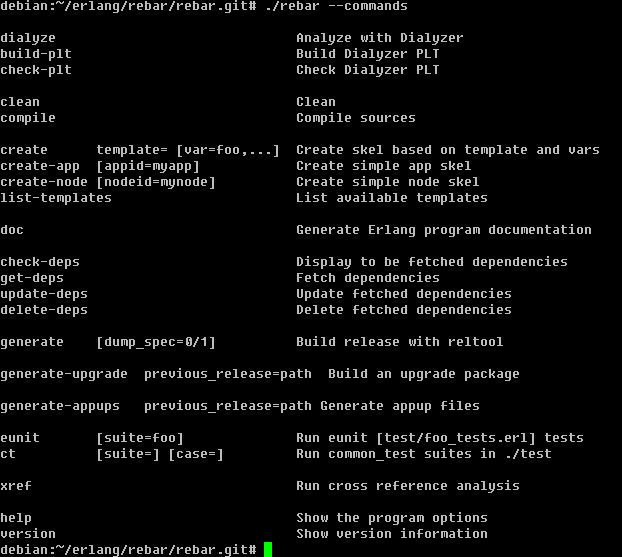 debian:~/erlang/rebar/rebar.git# ./rebar --commands
dialyze                              Analyze with Dialyzer
build-plt                            Build Dialyzer PLT
check-plt                            Check Dialyzer PLT
clean                                Clean
compile                              Compile sources
create      template= [var=foo,...]  Create skel based on template and vars
create-app  [appid=myapp]            Create simple app skel
create-node [nodeid=mynode]          Create simple node skel
list-templates                       List available templates
doc                                  Generate Erlang program documentation
check-deps                           Display to be fetched dependencies
get-deps                             Fetch dependencies
update-deps                          Update fetched dependencies
delete-deps                          Delete fetched dependencies
generate    [dump_spec=0/1]          Build release with reltool
generate-upgrade  previous_release=path  Build an upgrade package
generate-appups   previous_release=path Generate appup files
eunit       [suite=foo]              Run eunit [test/foo_tests.erl] tests
ct          [suite=] [case=]         Run common_test suites in ./test
xref                                 Run cross reference analysis
help                                 Show the program options
version                              Show version information
debian:~/erlang/rebar/rebar.git#